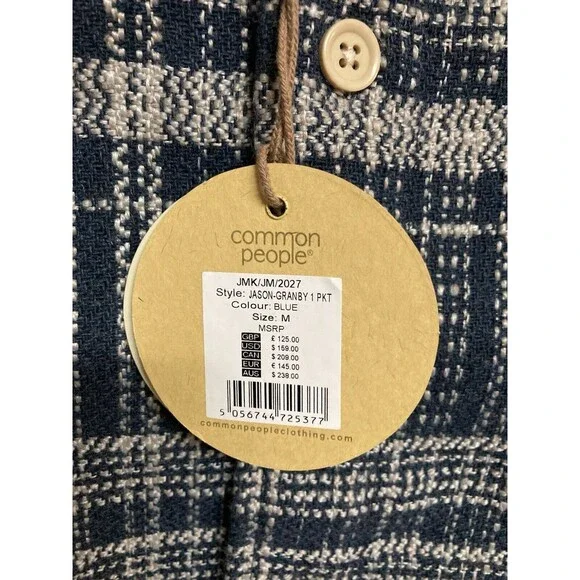 common
people®
JMK/JM/2027
Style: JASON-GRANBY 1 PKT
Colour: BLUE
Size: M
MSRP
GBP £ 125.00
USD $ 159.00
CAN $ 209.00
EUR € 145.00
AUS $ 238.00
5 056744 725377
commonpeopleclothing.com